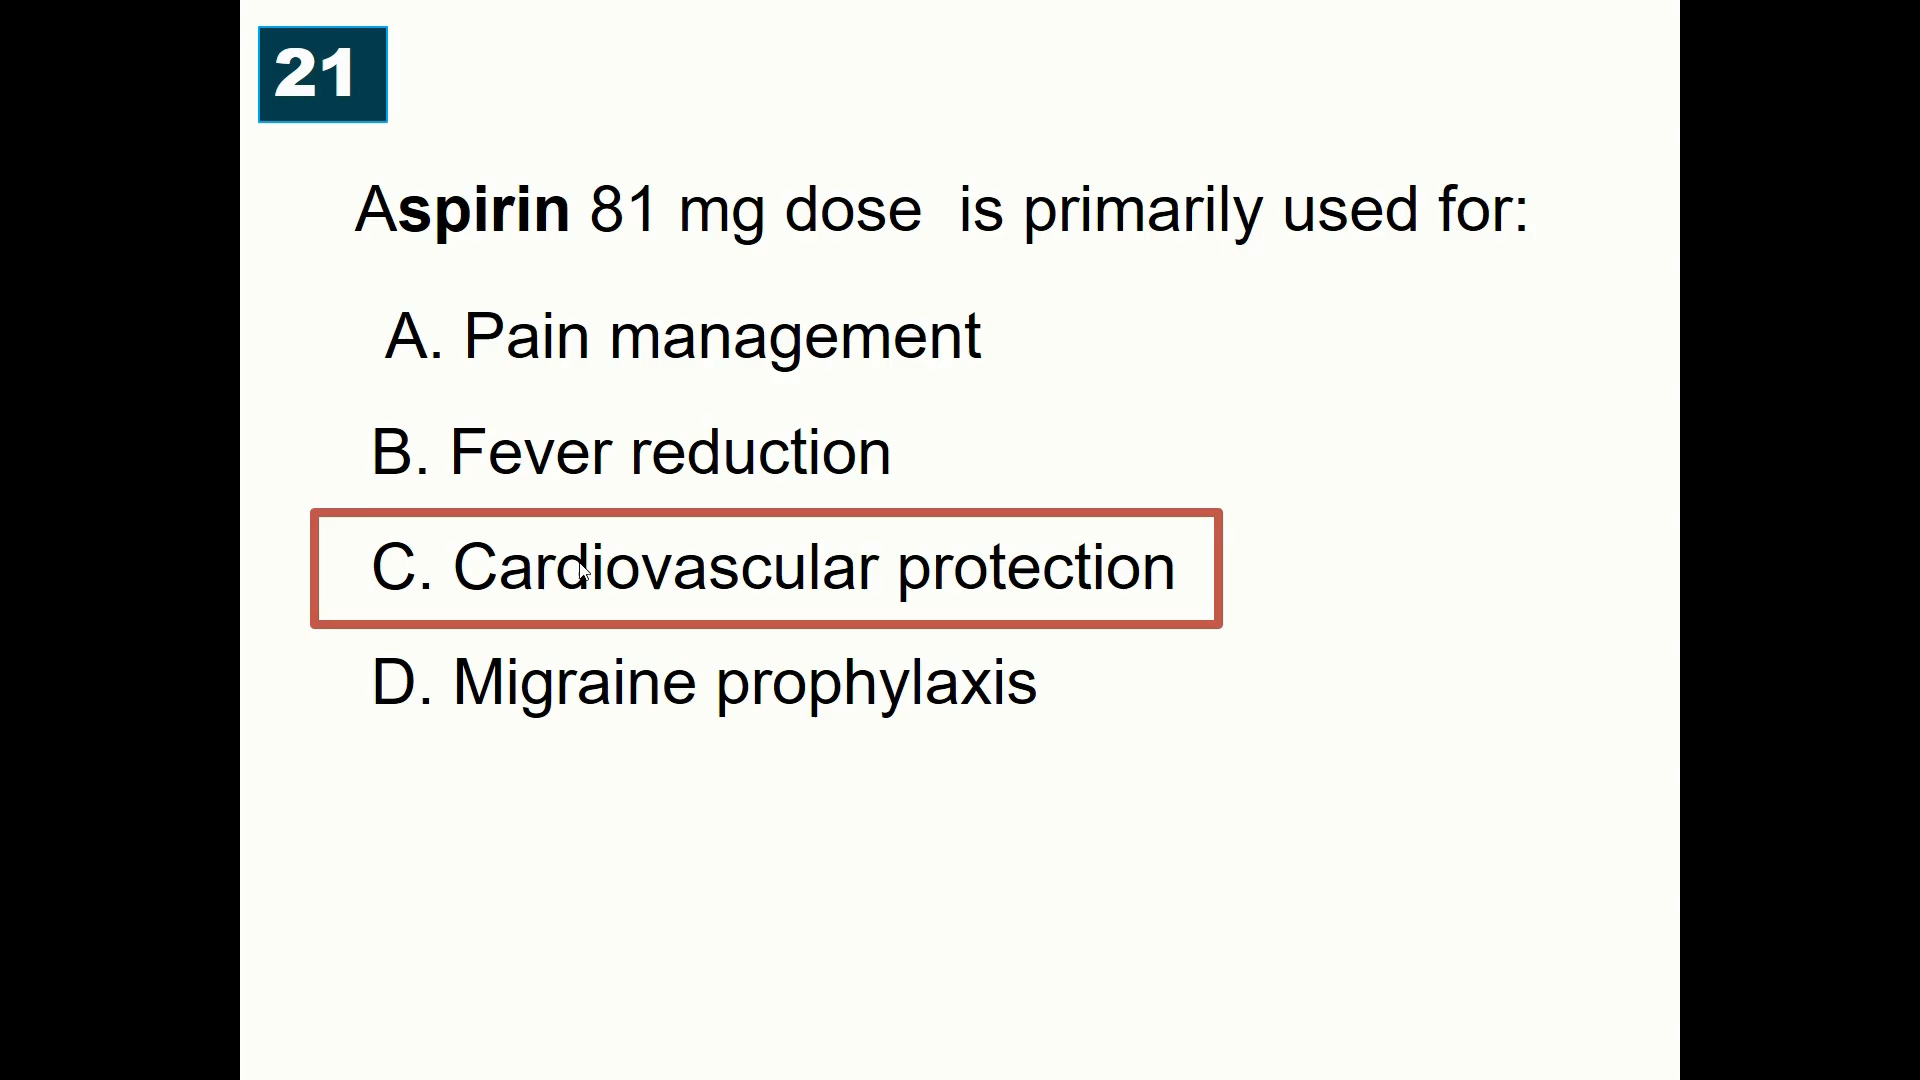 21
Aspirin 81 mg dose  is primarily used for:
A. Pain management
B. Fever reduction
C. Cardiovascular protection
D. Migraine prophylaxis